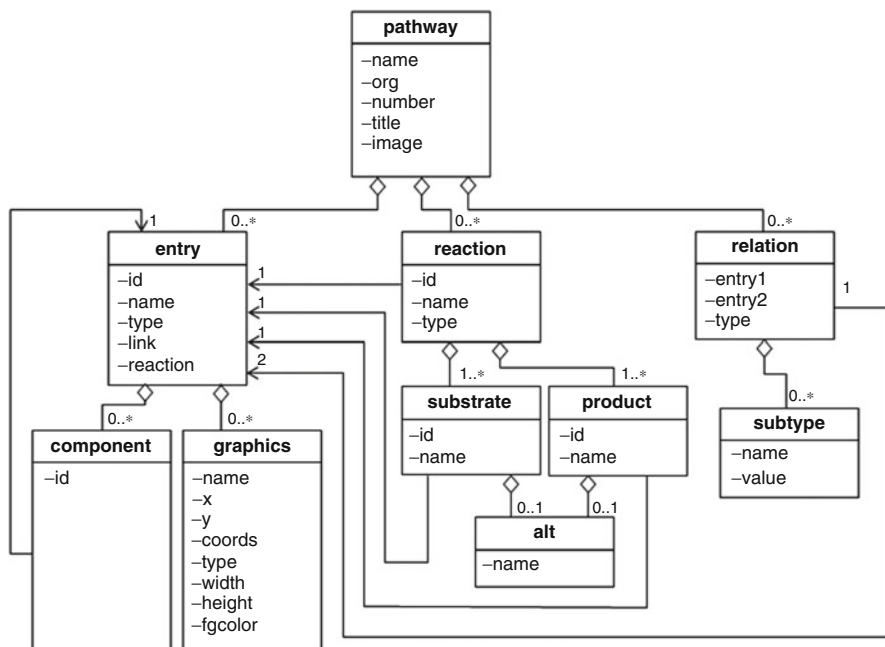 pathway
–name
–org
–number
–title
–image
0..*
0..*
0..*
1
entry
–id
–name
–type
–link
–reaction
1
1
1
2
reaction
–id
–name
–type
relation
–entry1
–entry2
–type
1
0..*
0..*
1..*
1..*
0..*
component
–id
graphics
–name
–x
–y
–coords
–type
–width
–height
–fgcolor
substrate
–id
–name
product
–id
–name
subtype
–name
–value
0..1
0..1
alt
–name